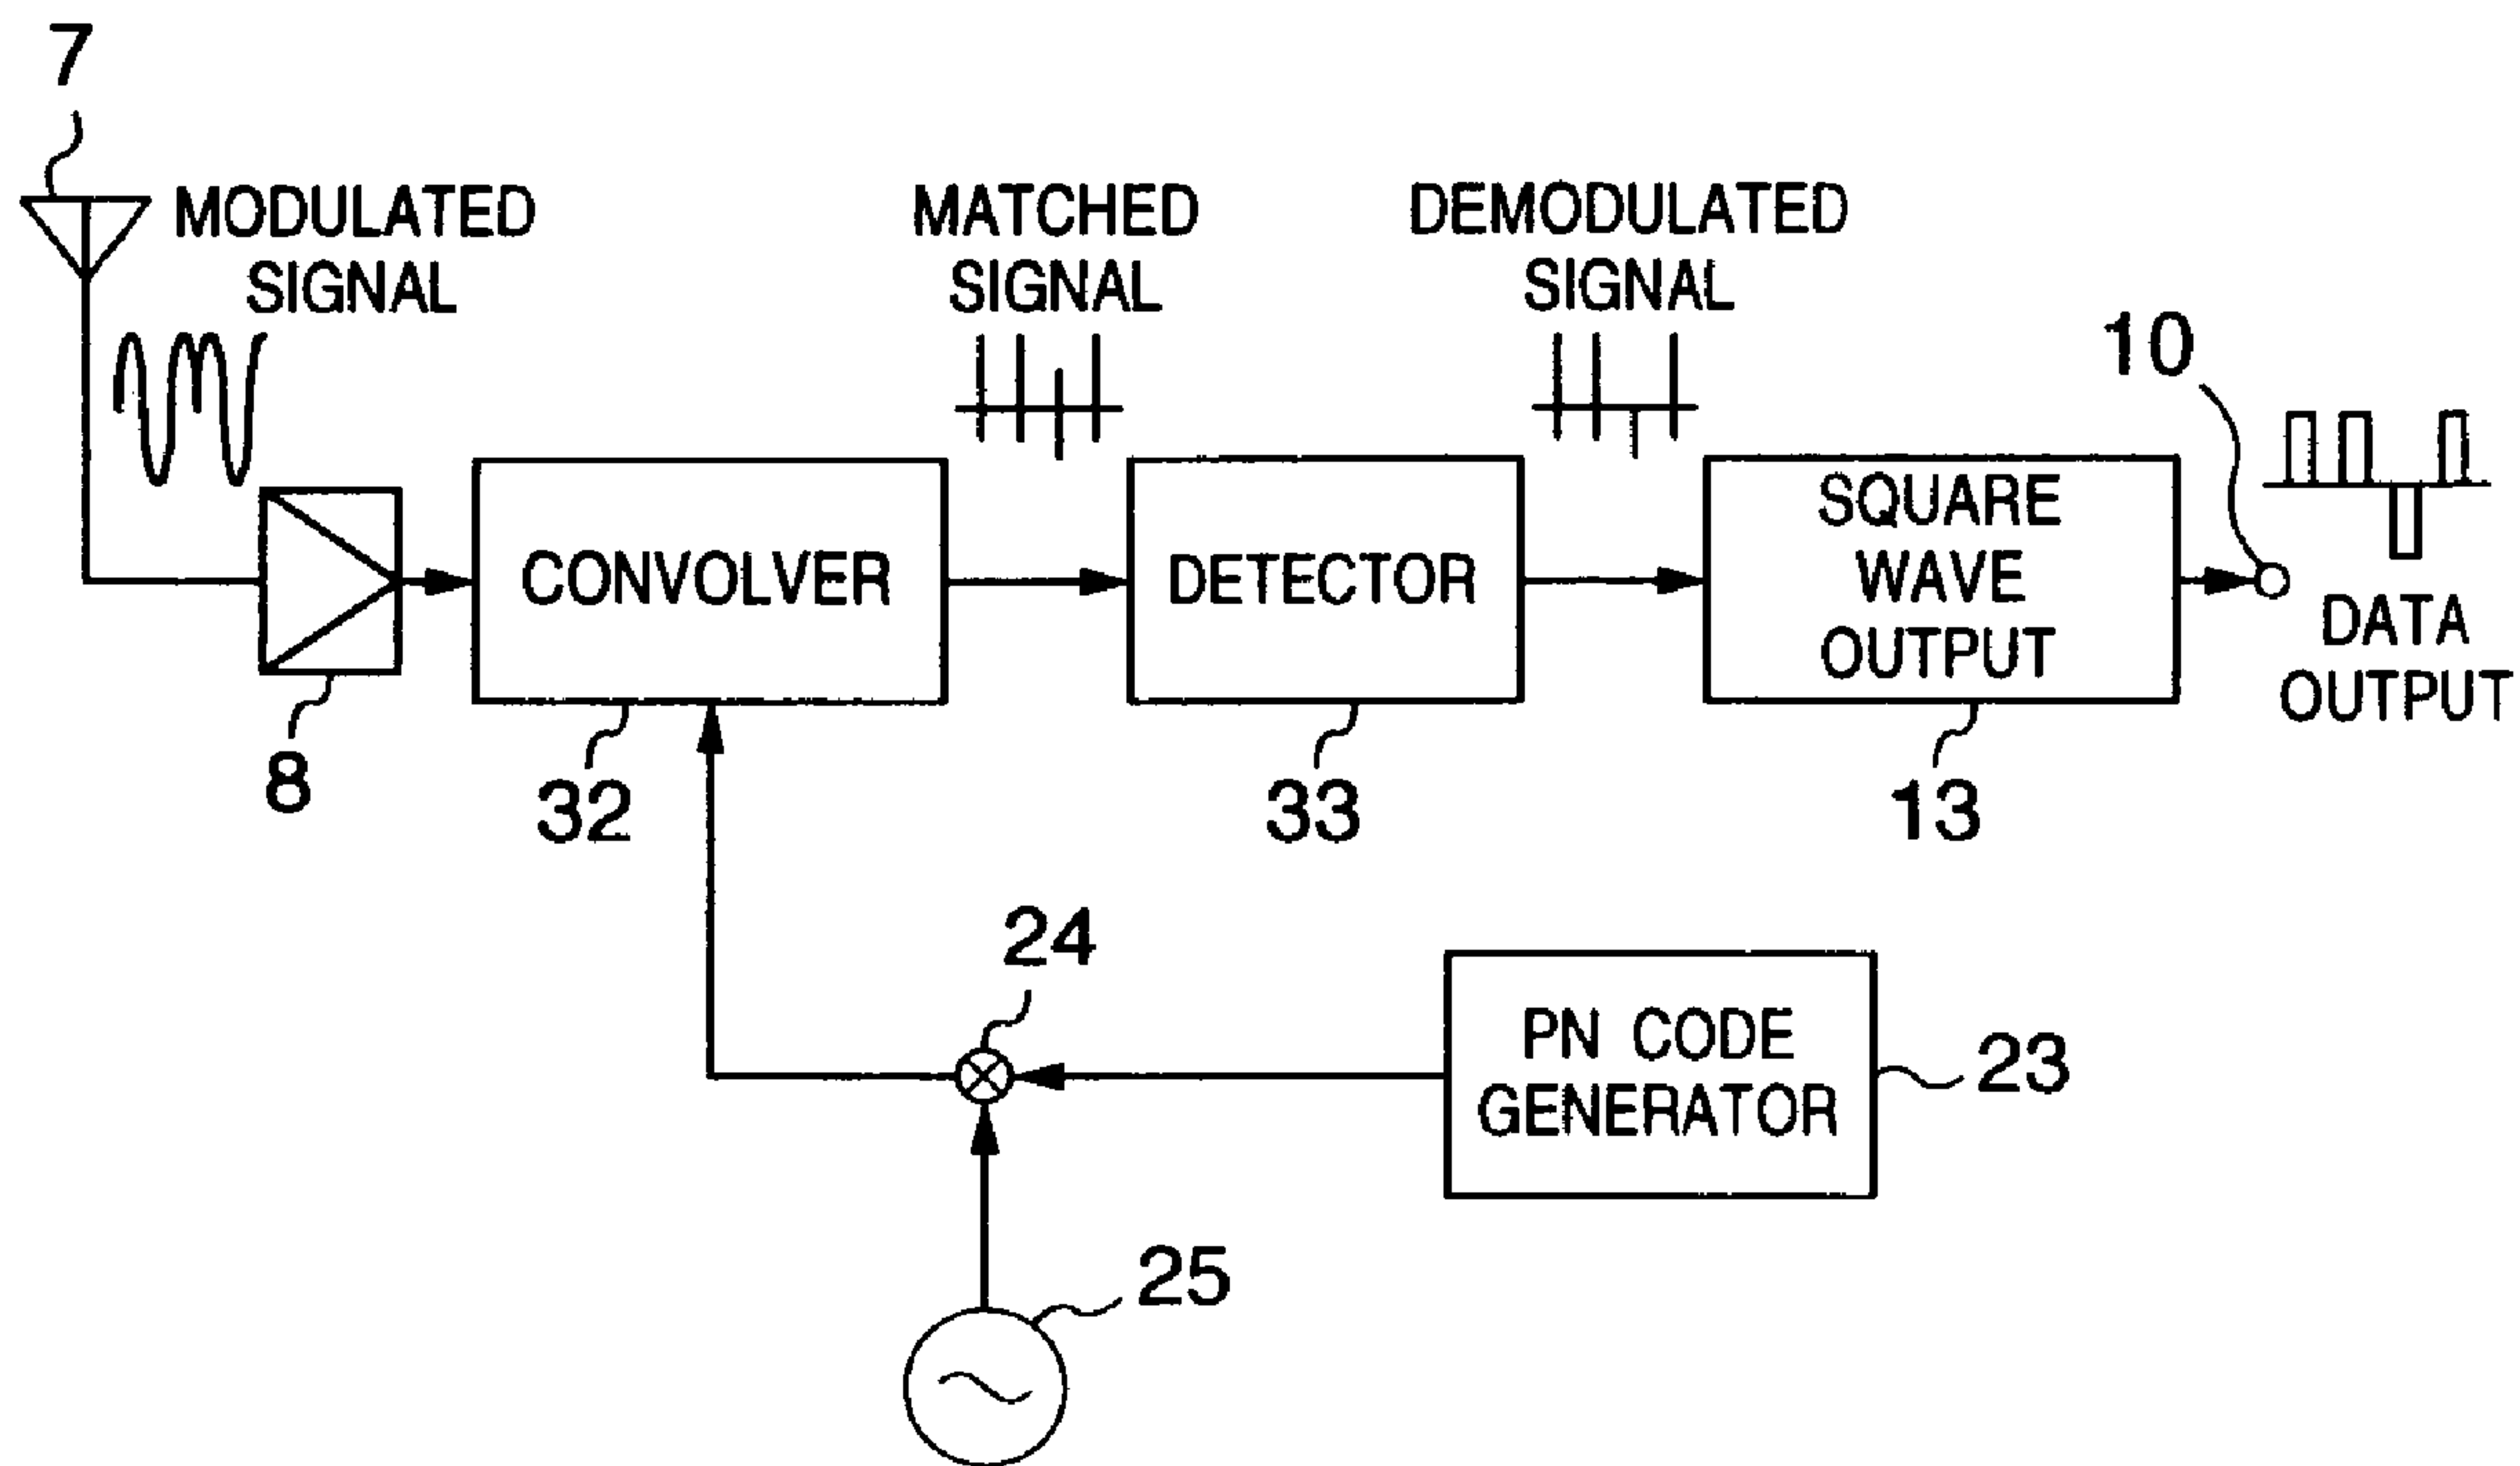 7
MODULATED
SIGNAL
MATCHED
SIGNAL
DEMODULATED
SIGNAL
10
CONVOLVER
DETECTOR
SQUARE
WAVE
OUTPUT
DATA
OUTPUT
8
32
33
13
24
PN CODE
GENERATOR
23
25